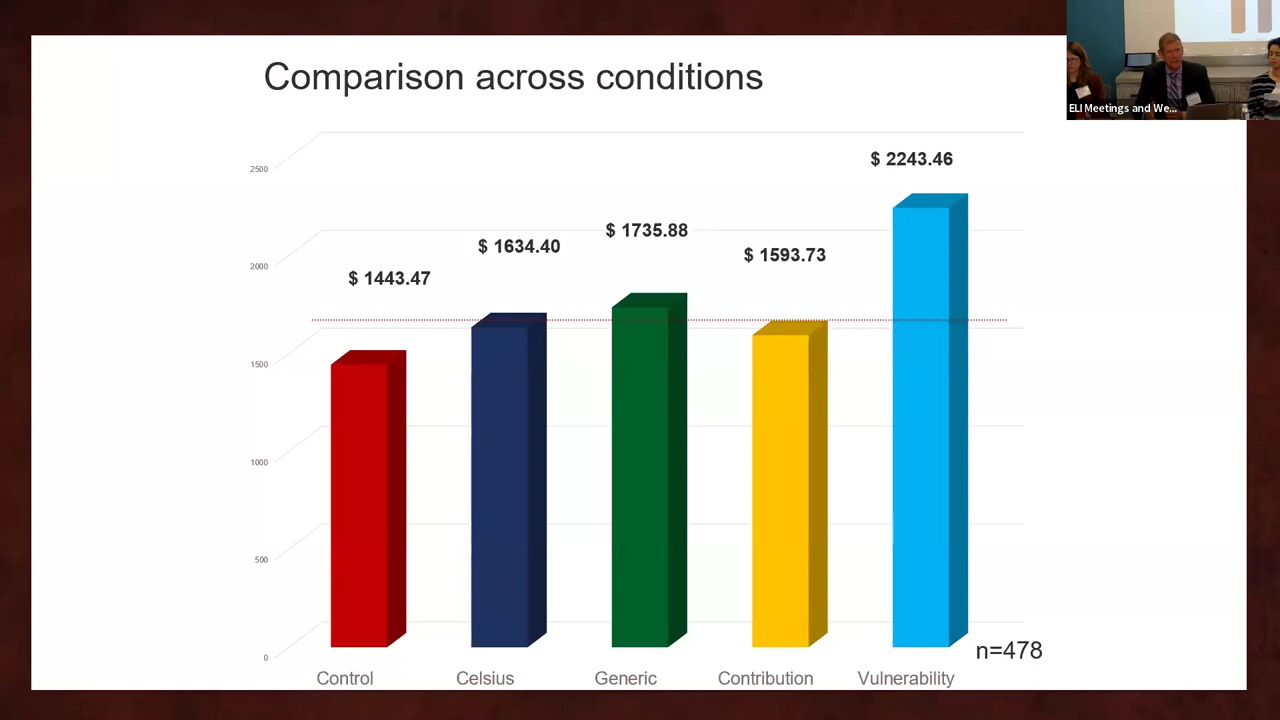 Comparison across conditions
ELI Meetings and We...
2500
2000
1500
1000
500
0
$ 1443.47
$ 1634.40
$ 1735.88
$ 1593.73
$ 2243.46
n=478
Control
Celsius
Generic
Contribution
Vulnerability